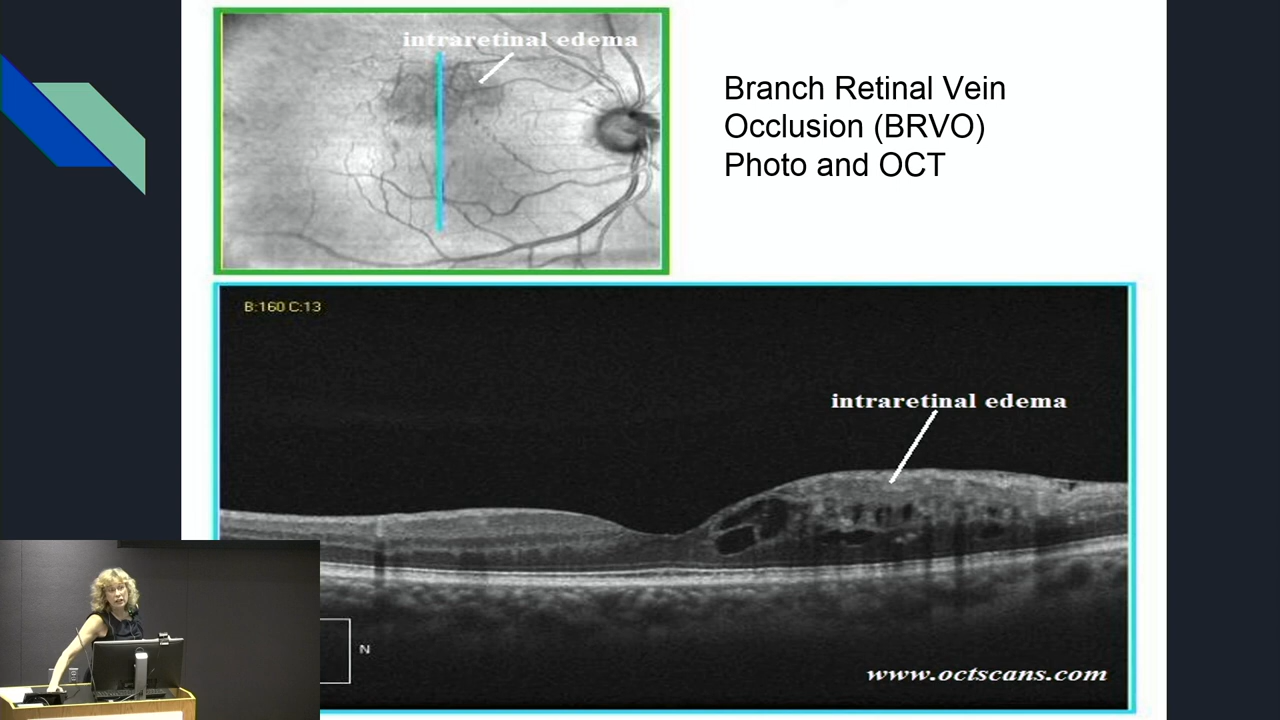 intraretinal edema
Branch Retinal Vein
Occlusion (BRVO)
Photo and OCT
B:160 C:13
intraretinal edema
N
www.octscans.com